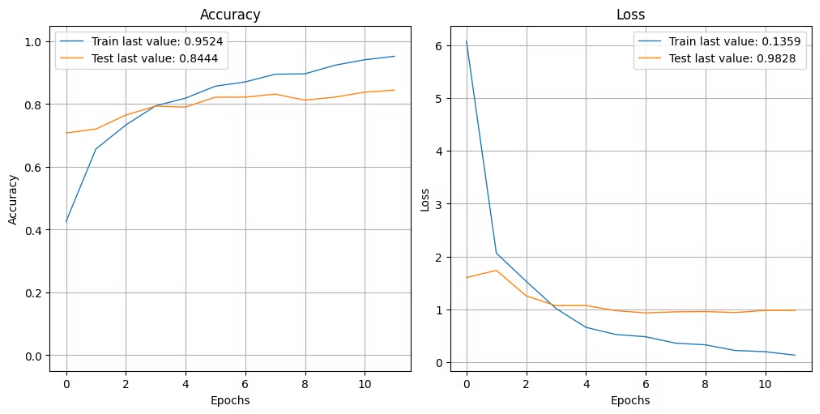 Accuracy
Train last value: 0.9524
Test last value: 0.8444
1.0
0.8
0.6
0.4
0.2
0.0
Accuracy
0 2 4 6 8 10
Epochs
Loss
Train last value: 0.1359
Test last value: 0.9828
6
5
4
3
2
1
0
Loss
0 2 4 6 8 10
Epochs